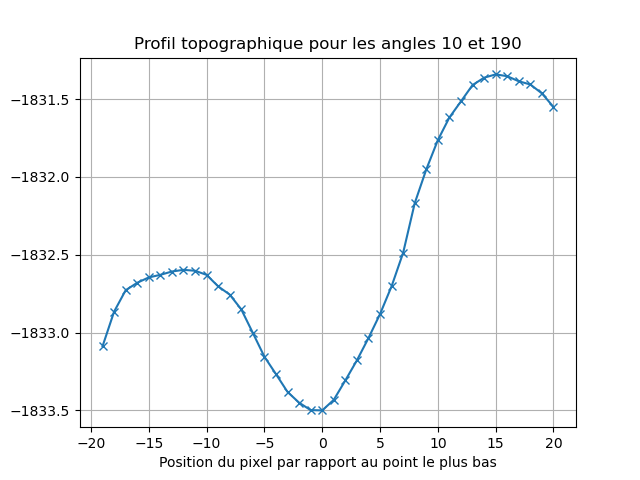 Profil topographique pour les angles 10 et 190
−1831.5
−1832.0
−1832.5
−1833.0
−1833.5
−20 −15 −10 −5 0 5 10 15 20
Position du pixel par rapport au point le plus bas